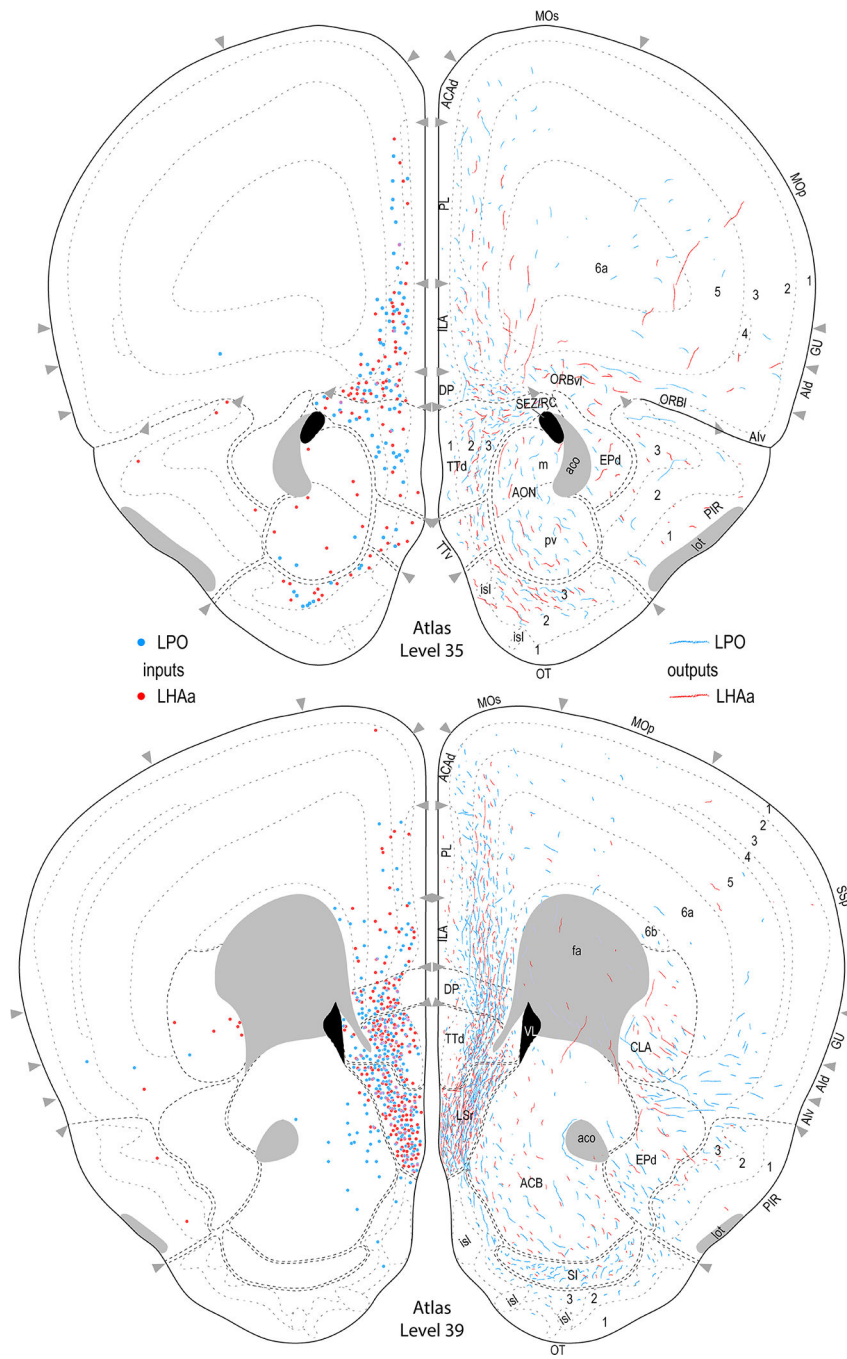 MOs
ACAd
MOp
PL
6a
5
3
2
1
ILA
4
GU
DP
ORBvl
AId
SEZ/RC
ORBl
AIv
1 2 3
TTd
m
aco
EPd
3
AON
2
PIR
pv
1
lot
TTv
isl
3
2
isl
1
OT
Atlas
Level 35
LPO
inputs
LHAa
LPO
outputs
LHAa
MOs
MOp
ACAd
1
2
3
4
PL
5
SSp
6a
6b
ILA
fa
DP
TTd
VL
CLA
GU
AId
LSr
AIv
aco
EPd
3
2
1
ACB
PIR
lot
isl
SI
isl
3
2
isl
1
OT
Atlas
Level 39